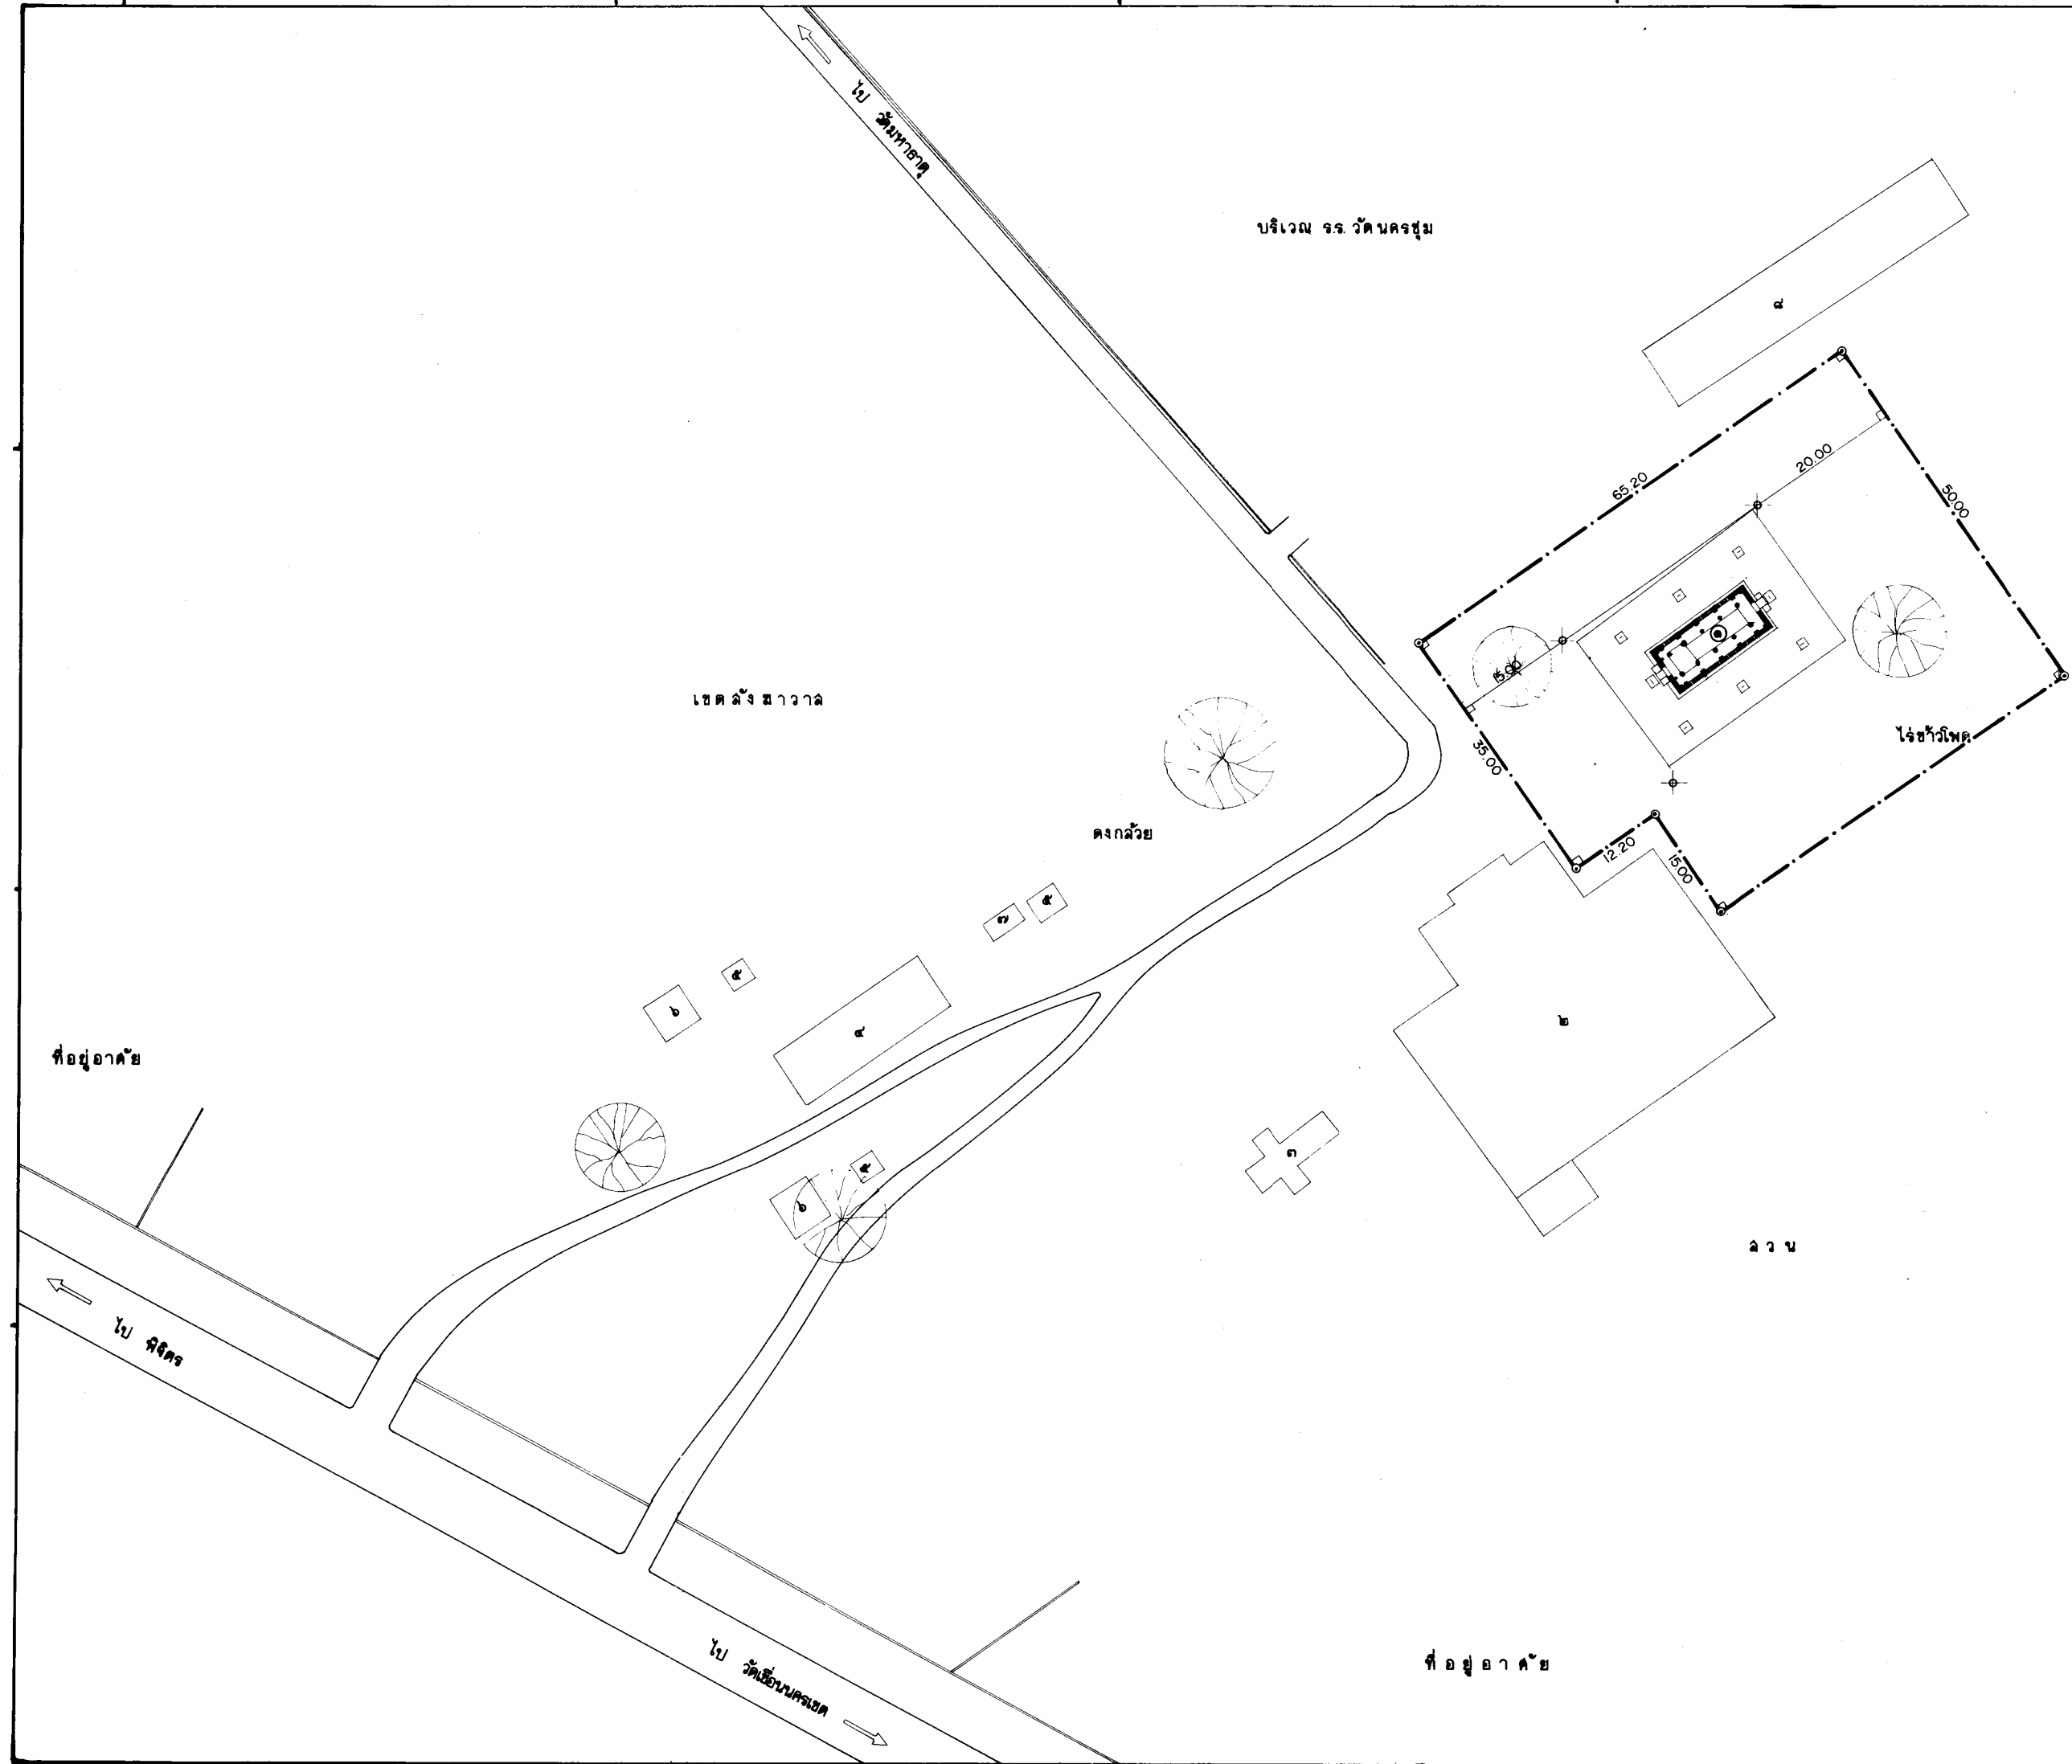 ไป วัดมหาธาตุ
บริเวณ ร.ร. วัดนครชุม
๘
65.20
20.00
50.00
15.00
35.00
ไร่ข้าวโพด
เขตสังฆาวาส
ดงกล้วย
12.20
15.00
๗
๕
๕
๖
๔
๒
ที่อยู่อาศัย
๓
๕
๖
สวน
ไป พิจิตร
ไป วัดเขื่อนนครเขต
ที่อยู่อาศัย